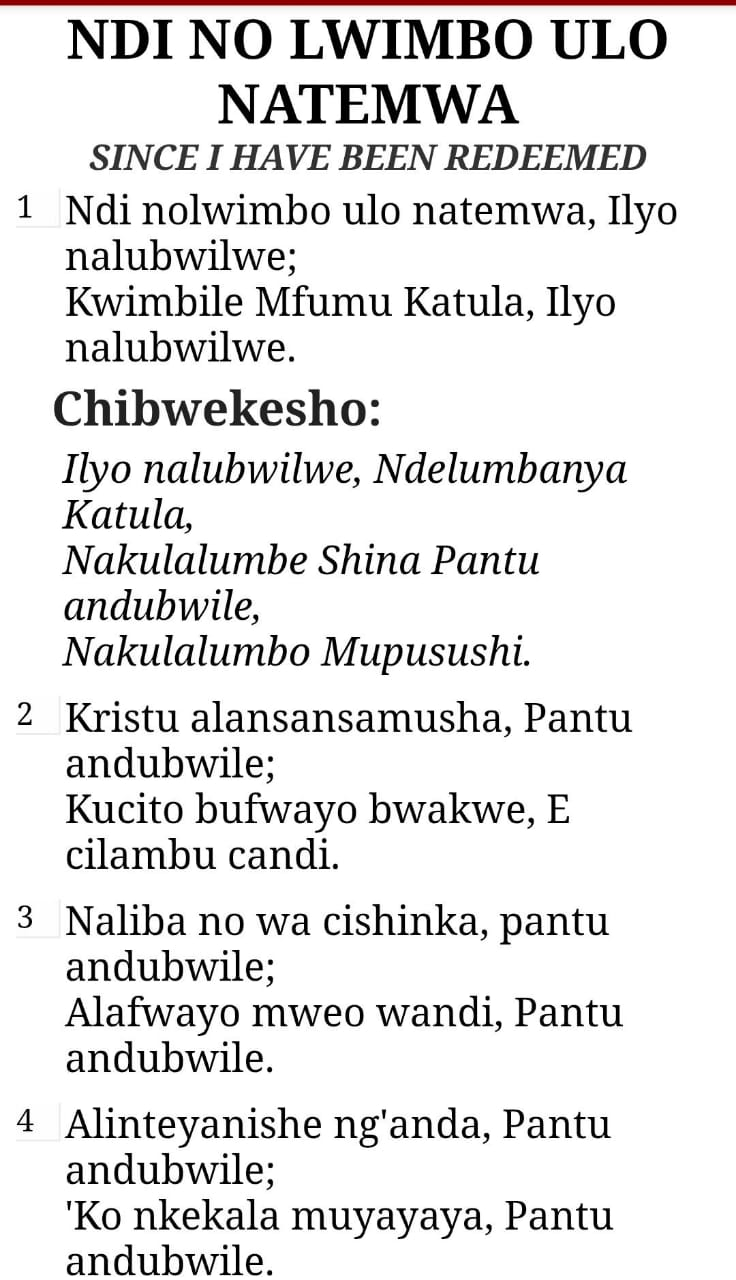 NDI NO LWIMBO ULO
NATEMWA
SINCE I HAVE BEEN REDEEMED
1 Ndi nolwimbo ulo natemwa, Ilyo
nalubwilwe;
Kwimbile Mfumu Katula, Ilyo
nalubwilwe.
Chibwekesho:
Ilyo nalubwilwe, Ndelumbanya
Katula,
Nakulalumbe Shina Pantu
andubwile,
Nakulalumbo Mupusushi.
2 Kristu alansansamusha, Pantu
andubwile;
Kucito bufwayo bwakwe, E
cilambu candi.
3 Naliba no wa cishinka, pantu
andubwile;
Alafwayo mweo wandi, Pantu
andubwile.
4 Alinteyanishe ng'anda, Pantu
andubwile;
'Ko nkekala muyayaya, Pantu
andubwile.